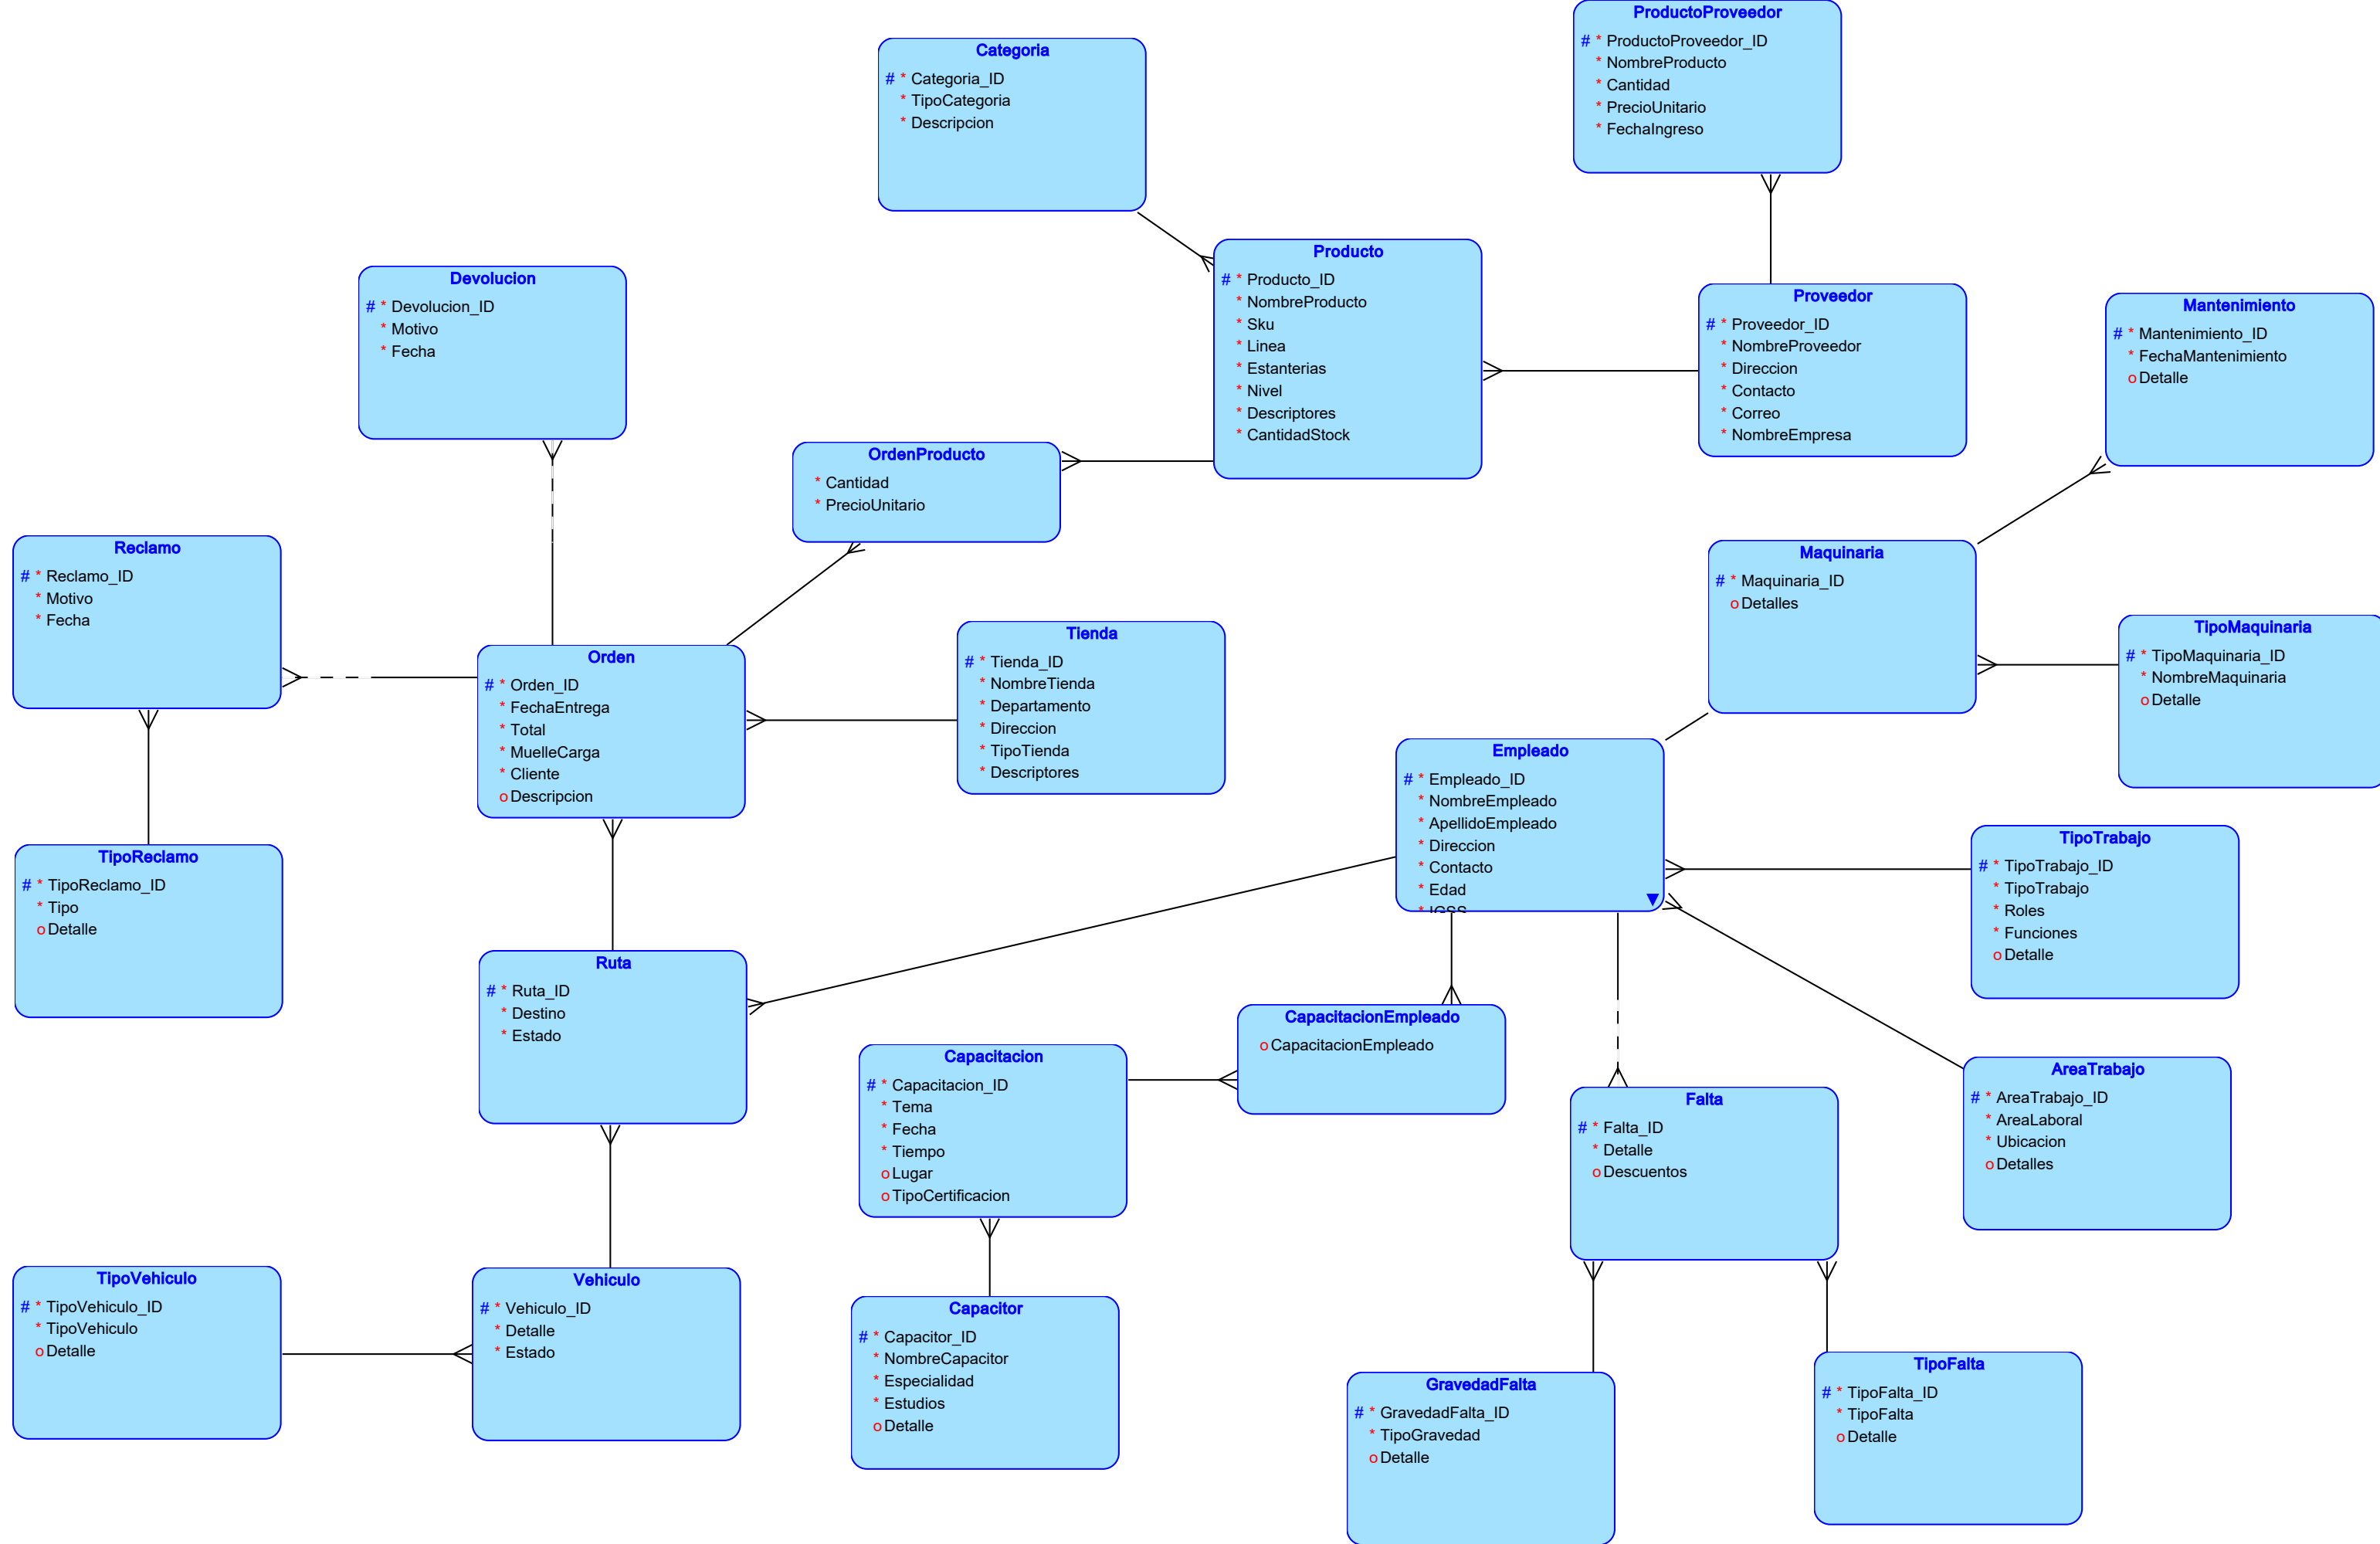 ProductoProveedor
# * ProductoProveedor_ID
* NombreProducto
* Cantidad
* PrecioUnitario
* FechaIngreso
Categoria
# * Categoria_ID
* TipoCategoria
* Descripcion
Producto
# * Producto_ID
* NombreProducto
* Sku
* Linea
* Estanterias
* Nivel
* Descriptores
* CantidadStock
Devolucion
# * Devolucion_ID
* Motivo
* Fecha
Proveedor
# * Proveedor_ID
* NombreProveedor
* Direccion
* Contacto
* Correo
* NombreEmpresa
Mantenimiento
# * Mantenimiento_ID
* FechaMantenimiento
o Detalle
OrdenProducto
* Cantidad
* PrecioUnitario
Reclamo
# * Reclamo_ID
* Motivo
* Fecha
Maquinaria
# * Maquinaria_ID
o Detalles
Tienda
# * Tienda_ID
* NombreTienda
* Departamento
* Direccion
* TipoTienda
* Descriptores
TipoMaquinaria
# * TipoMaquinaria_ID
* NombreMaquinaria
o Detalle
Orden
# * Orden_ID
* FechaEntrega
* Total
* MuelleCarga
* Cliente
o Descripcion
Empleado
# * Empleado_ID
* NombreEmpleado
* ApellidoEmpleado
* Direccion
* Contacto
* Edad
* IGSS
TipoTrabajo
# * TipoTrabajo_ID
* TipoTrabajo
* Roles
* Funciones
o Detalle
TipoReclamo
# * TipoReclamo_ID
* Tipo
o Detalle
Ruta
# * Ruta_ID
* Destino
* Estado
CapacitacionEmpleado
o CapacitacionEmpleado
Capacitacion
# * Capacitacion_ID
* Tema
* Fecha
* Tiempo
o Lugar
o TipoCertificacion
AreaTrabajo
# * AreaTrabajo_ID
* AreaLaboral
* Ubicacion
o Detalles
Falta
# * Falta_ID
* Detalle
o Descuentos
TipoVehiculo
# * TipoVehiculo_ID
* TipoVehiculo
o Detalle
Vehiculo
# * Vehiculo_ID
* Detalle
* Estado
Capacitor
# * Capacitor_ID
* NombreCapacitor
* Especialidad
* Estudios
o Detalle
GravedadFalta
# * GravedadFalta_ID
* TipoGravedad
o Detalle
TipoFalta
# * TipoFalta_ID
* TipoFalta
o Detalle